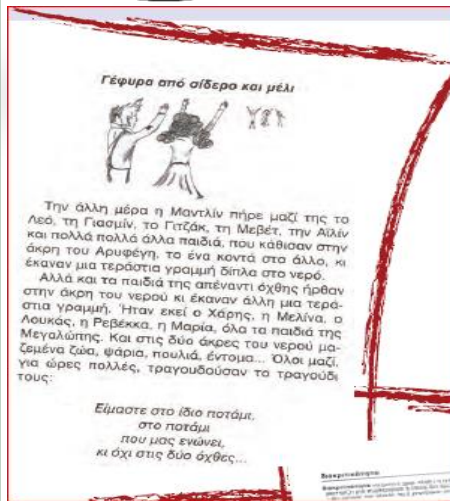 Γέφυρα από σίδερο και μέλι
Την άλλη μέρα η Μαντλίν πήρε μαζί της το
Λεό, τη Γιασμίν, το Γιτζάκ, τη Μεβέτ, την Αϊλίν
και πολλά πολλά άλλα παιδιά, που κάθισαν στην
άκρη του Αρυφέγη, το ένα κοντά στο άλλο, κι
έκαναν μια τεράστια γραμμή δίπλα στο νερό.
Αλλά και τα παιδιά της απέναντι όχθης ήρθαν
στην άκρη του νερού κι έκαναν άλλη μια τερά-
στια γραμμή. Ήταν εκεί ο Χάρης, η Μελίνα, ο
Λουκάς, η Ρεβέκκα, η Μαρία, όλα τα παιδιά της
Μεγαλώπης. Και στις δύο άκρες του νερού μα-
ζεμένα ζώα, ψάρια, πουλιά, έντομα... Όλοι μαζί,
για ώρες πολλές, τραγουδούσαν το τραγούδι
τους:
Είμαστε στο ίδιο ποτάμι,
στο ποτάμι
που μας ενώνει,
κι όχι στις δύο όχθες...